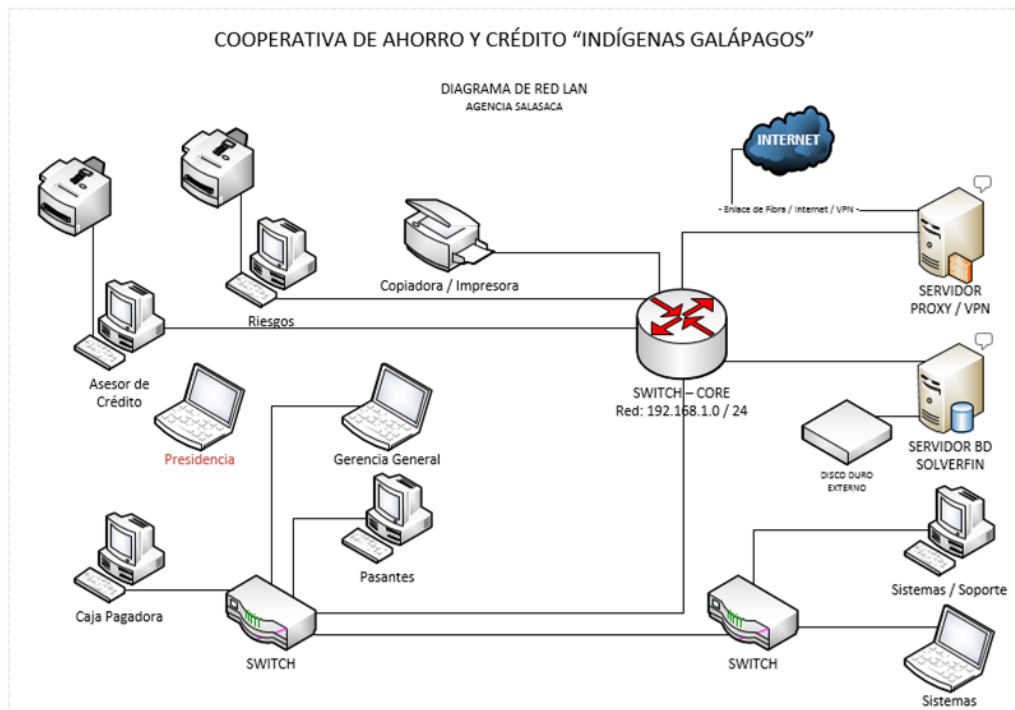 COOPERATIVA DE AHORRO Y CRÉDITO “INDÍGENAS GALÁPAGOS”
DIAGRAMA DE RED LAN
AGENCIA SALASACA
INTERNET
- Enlace de Fibra / Internet / VPN -
SERVIDOR
PROXY / VPN
Copiadora / Impresora
Riesgos
Asesor de
Crédito
SWITCH – CORE
Red: 192.168.1.0 / 24
SERVIDOR BD
SOLVERFIN
DISCO DURO
EXTERNO
Presidencia
Gerencia General
Pasantes
Caja Pagadora
Sistemas / Soporte
SWITCH
SWITCH
Sistemas